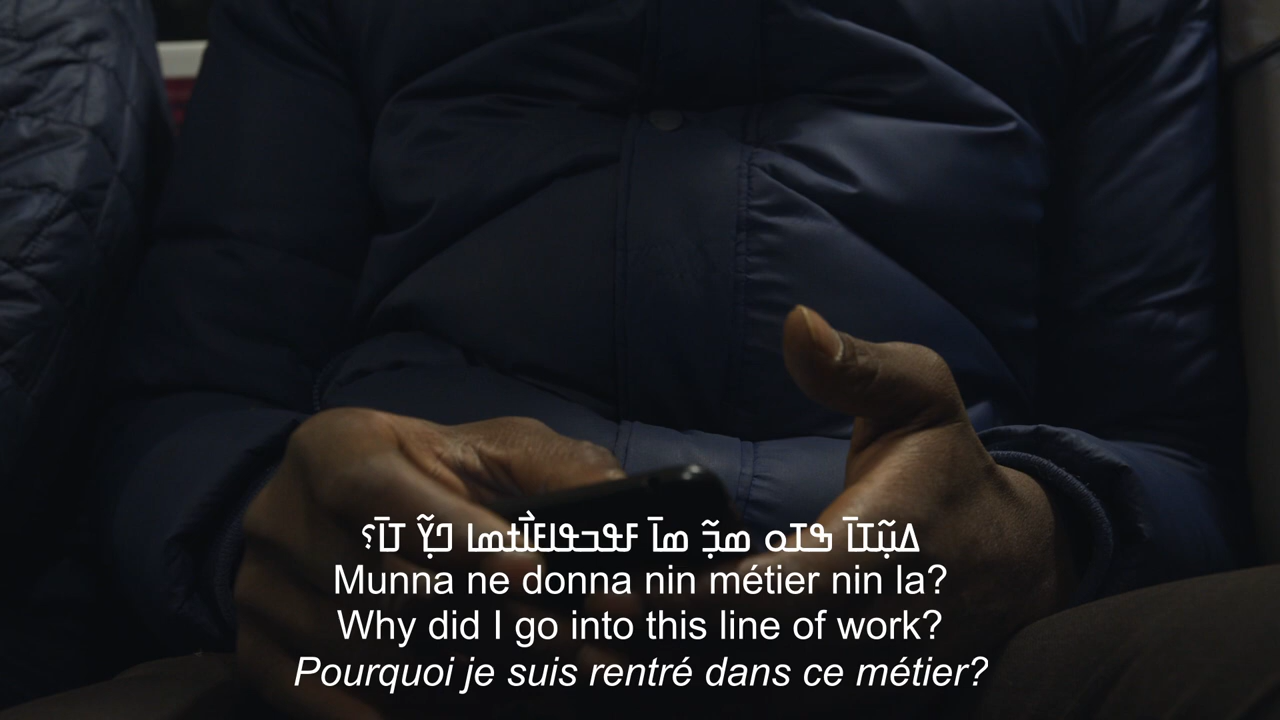 Munna ne donna nin métier nin la?
Why did I go into this line of work?
Pourquoi je suis rentré dans ce métier?